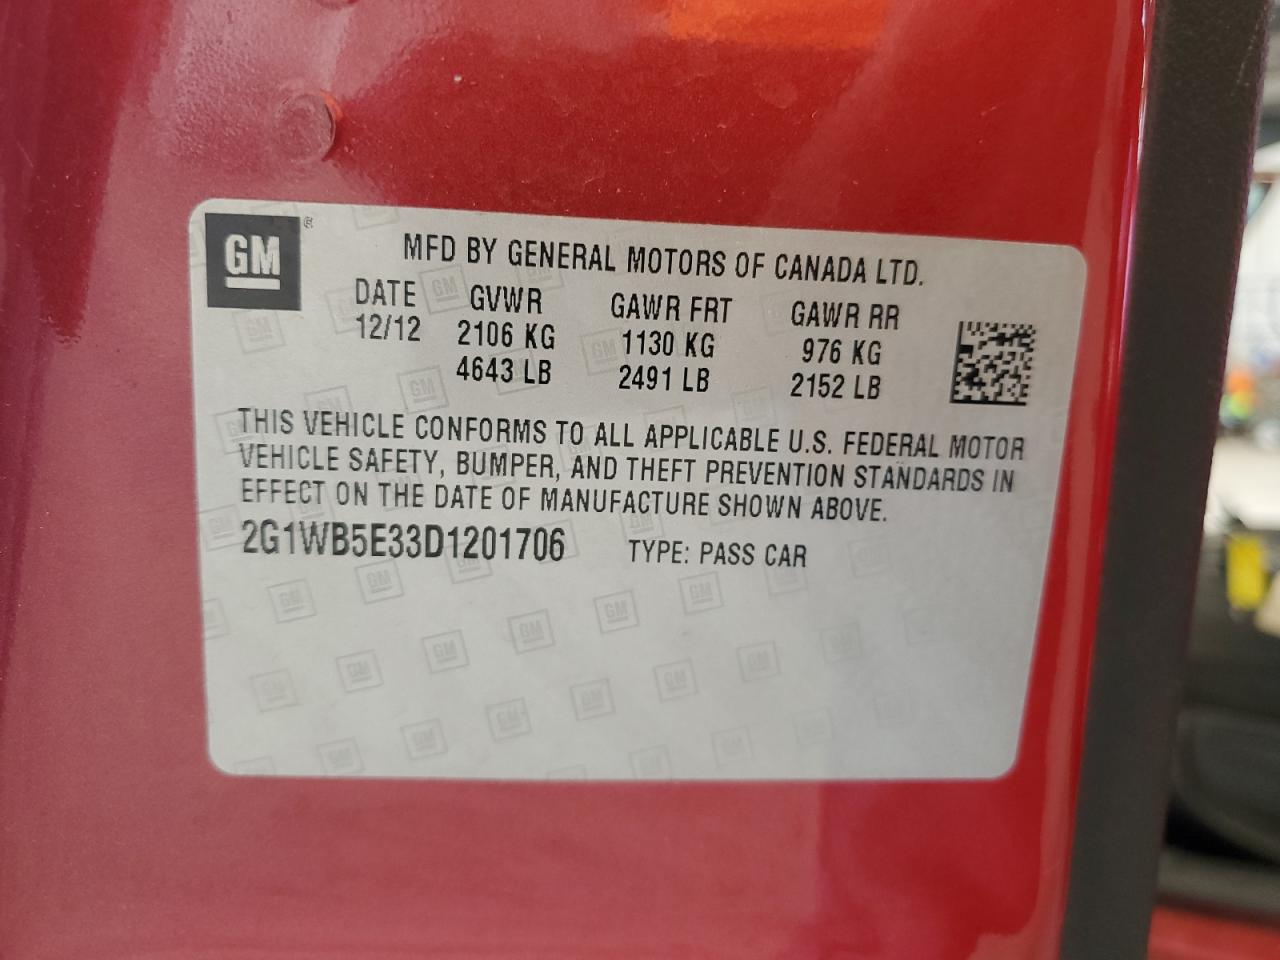 GM ®
MFD BY GENERAL MOTORS OF CANADA LTD.
DATE GVWR GAWR FRT GAWR RR
12/12 2106 KG 1130 KG 976 KG
4643 LB 2491 LB 2152 LB
THIS VEHICLE CONFORMS TO ALL APPLICABLE U.S. FEDERAL MOTOR
VEHICLE SAFETY, BUMPER, AND THEFT PREVENTION STANDARDS IN
EFFECT ON THE DATE OF MANUFACTURE SHOWN ABOVE.
2G1WB5E33D1201706 TYPE: PASS CAR